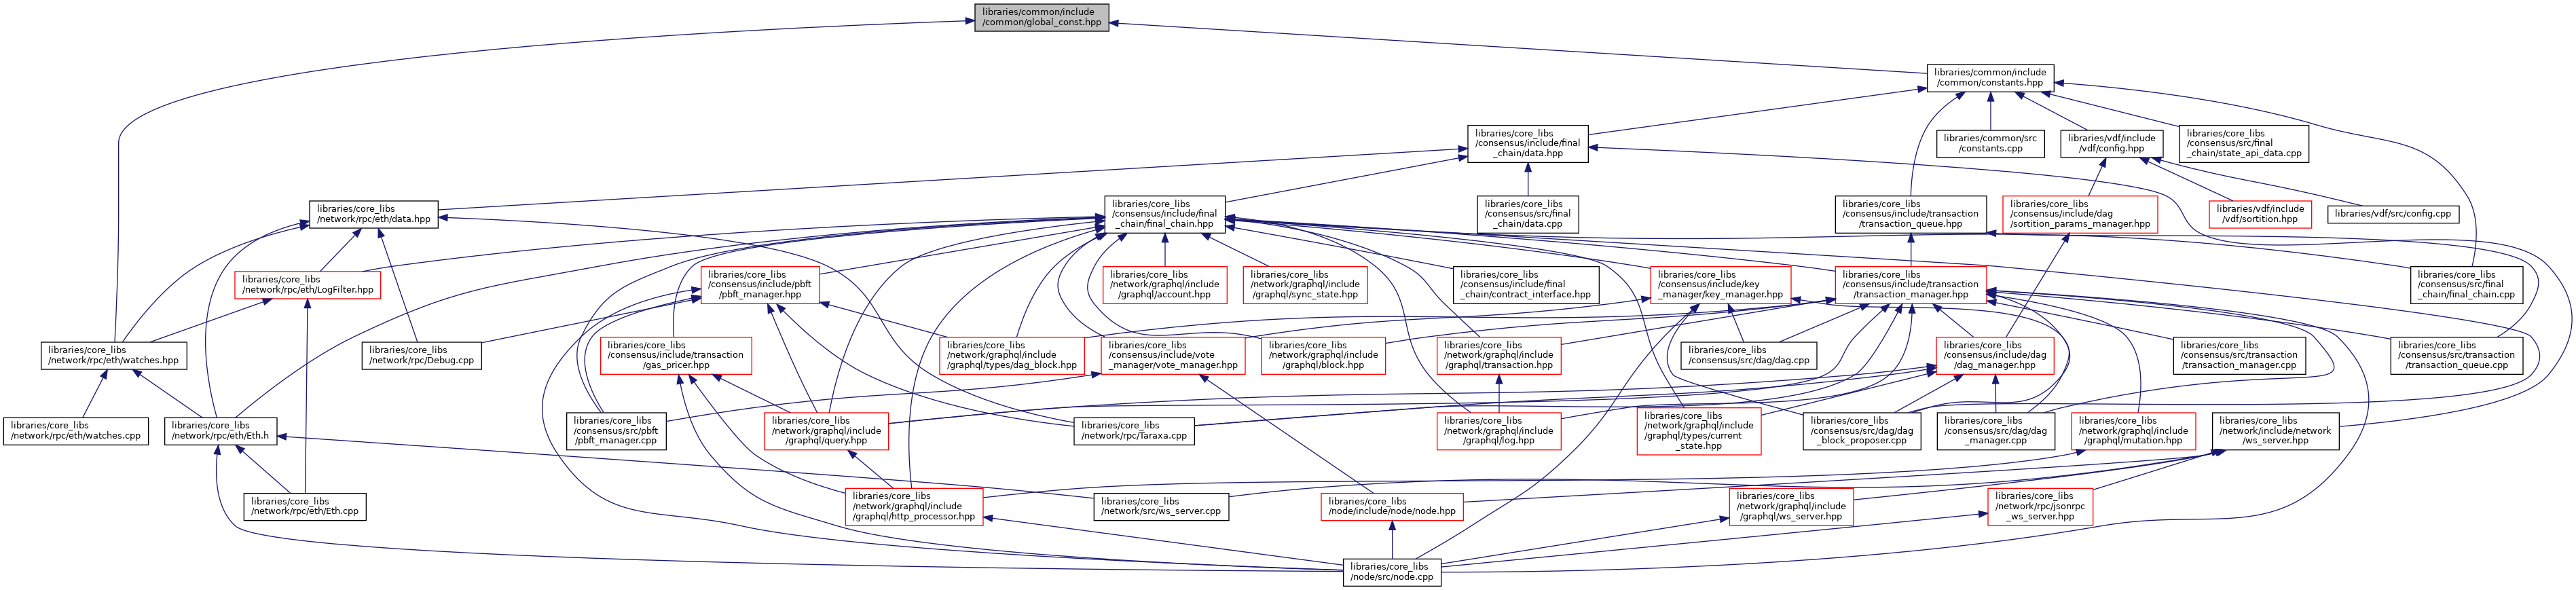 libraries/common/include
/common/global_const.hpp
libraries/common/include
/common/constants.hpp
libraries/core_libs
/consensus/include/final
_chain/data.hpp
libraries/common/src
/constants.cpp
libraries/vdf/include
/vdf/config.hpp
libraries/core_libs
/consensus/src/final
_chain/state_api_data.cpp
libraries/core_libs
/network/rpc/eth/data.hpp
libraries/core_libs
/consensus/include/final
_chain/final_chain.hpp
libraries/core_libs
/consensus/src/final
_chain/data.cpp
libraries/core_libs
/consensus/include/transaction
/transaction_queue.hpp
libraries/core_libs
/consensus/include/dag
/sortition_params_manager.hpp
libraries/vdf/include
/vdf/sortition.hpp
libraries/vdf/src/config.cpp
libraries/core_libs
/network/rpc/eth/LogFilter.hpp
libraries/core_libs
/consensus/include/pbft
/pbft_manager.hpp
libraries/core_libs
/network/graphql/include
/graphql/account.hpp
libraries/core_libs
/network/graphql/include
/graphql/sync_state.hpp
libraries/core_libs
/consensus/include/final
_chain/contract_interface.hpp
libraries/core_libs
/consensus/include/key
_manager/key_manager.hpp
libraries/core_libs
/consensus/include/transaction
/transaction_manager.hpp
libraries/core_libs
/consensus/src/final
_chain/final_chain.cpp
libraries/core_libs
/network/rpc/eth/watches.hpp
libraries/core_libs
/network/rpc/Debug.cpp
libraries/core_libs
/consensus/include/transaction
/gas_pricer.hpp
libraries/core_libs
/network/graphql/include
/graphql/types/dag_block.hpp
libraries/core_libs
/consensus/include/vote
_manager/vote_manager.hpp
libraries/core_libs
/network/graphql/include
/graphql/block.hpp
libraries/core_libs
/network/graphql/include
/graphql/transaction.hpp
libraries/core_libs
/consensus/src/dag/dag.cpp
libraries/core_libs
/consensus/include/dag
/dag_manager.hpp
libraries/core_libs
/consensus/src/transaction
/transaction_manager.cpp
libraries/core_libs
/consensus/src/transaction
/transaction_queue.cpp
libraries/core_libs
/network/rpc/eth/watches.cpp
libraries/core_libs
/network/rpc/eth/Eth.h
libraries/core_libs
/consensus/src/pbft
/pbft_manager.cpp
libraries/core_libs
/network/graphql/include
/graphql/query.hpp
libraries/core_libs
/network/rpc/Taraxa.cpp
libraries/core_libs
/network/graphql/include
/graphql/log.hpp
libraries/core_libs
/network/graphql/include
/graphql/types/current
_state.hpp
libraries/core_libs
/consensus/src/dag/dag
_block_proposer.cpp
libraries/core_libs
/consensus/src/dag/dag
_manager.cpp
libraries/core_libs
/network/graphql/include
/graphql/mutation.hpp
libraries/core_libs
/network/include/network
/ws_server.hpp
libraries/core_libs
/network/rpc/eth/Eth.cpp
libraries/core_libs
/network/graphql/include
/graphql/http_processor.hpp
libraries/core_libs
/network/src/ws_server.cpp
libraries/core_libs
/node/include/node/node.hpp
libraries/core_libs
/network/graphql/include
/graphql/ws_server.hpp
libraries/core_libs
/network/rpc/jsonrpc
_ws_server.hpp
libraries/core_libs
/node/src/node.cpp